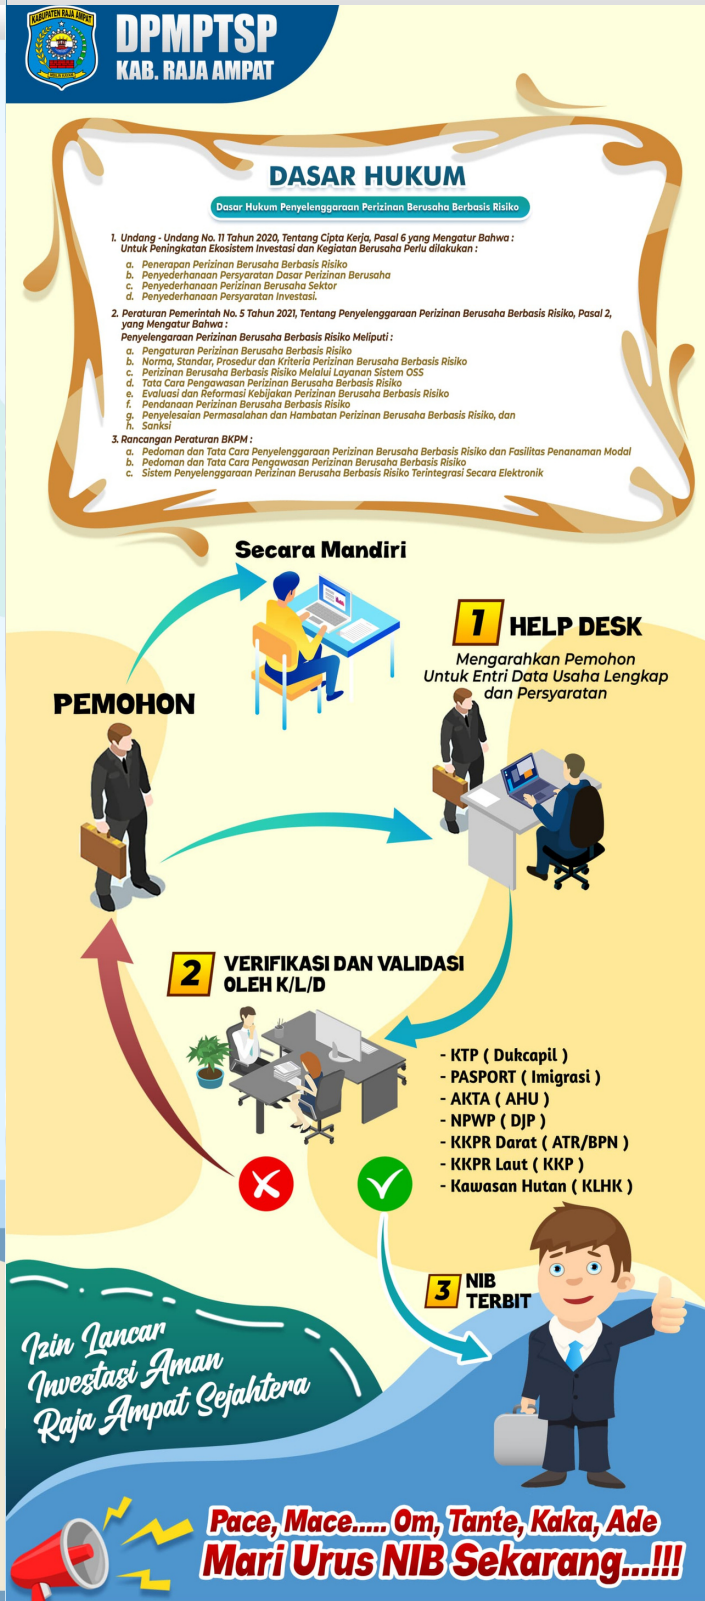 KABUPATEN RAJA AMPAT
DPMPTSP
KAB. RAJA AMPAT
DASAR HUKUM
Dasar Hukum Penyelenggaraan Perizinan Berusaha Berbasis Risiko
1. Undang - Undang No. 11 Tahun 2020, Tentang Cipta Kerja, Pasal 6 yang Mengatur Bahwa :
Untuk Peningkatan Ekosistem Investasi dan Kegiatan Berusaha Perlu dilakukan :
a. Penerapan Perizinan Berusaha Berbasis Risiko
b. Penyederhanaan Persyaratan Dasar Perizinan Berusaha
c. Penyederhanaan Perizinan Berusaha Sektor
d. Penyederhanaan Persyaratan Investasi.
2. Peraturan Pemerintah No. 5 Tahun 2021, Tentang Penyelenggaraan Perizinan Berusaha Berbasis Risiko, Pasal 2,
yang Mengatur Bahwa :
Penyelengaraan Perizinan Berusaha Berbasis Risiko Meliputi :
a. Pengaturan Perizinan Berusaha Berbasis Risiko
b. Norma, Standar, Prosedur dan Kriteria Perizinan Berusaha Berbasis Risiko
c. Perizinan Berusaha Berbasis Risiko Melalui Layanan Sistem OSS
d. Tata Cara Pengawasan Perizinan Berusaha Berbasis Risiko
e. Evaluasi dan Reformasi Kebijakan Perizinan Berusaha Berbasis Risiko
f. Pendanaan Perizinan Berusaha Berbasis Risiko
g. Penyelesaian Permasalahan dan Hambatan Perizinan Berusaha Berbasis Risiko, dan
h. Sanksi
3. Rancangan Peraturan BKPM :
a. Pedoman dan Tata Cara Penyelenggaraan Perizinan Berusaha Berbasis Risiko dan Fasilitas Penanaman Modal
b. Pedoman dan Tata Cara Pengawasan Perizinan Berusaha Berbasis Risiko
c. Sistem Penyelenggaraan Perizinan Berusaha Berbasis Risiko Terintegrasi Secara Elektronik
Secara Mandiri
1 HELP DESK
Mengarahkan Pemohon
Untuk Entri Data Usaha Lengkap
dan Persyaratan
PEMOHON
2 VERIFIKASI DAN VALIDASI
OLEH K/L/D
- KTP ( Dukcapil )
- PASPORT ( Imigrasi )
- AKTA ( AHU )
- NPWP ( DJP )
- KKPR Darat ( ATR/BPN )
- KKPR Laut ( KKP )
- Kawasan Hutan ( KLHK )
3 NIB
TERBIT
Izin Lancar
Investasi Aman
Raja Ampat Sejahtera
Pace, Mace..... Om, Tante, Kaka, Ade
Mari Urus NIB Sekarang...!!!